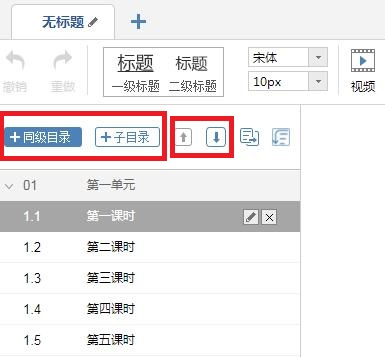 无标题
撤销 重做
标题 标题
一级标题 二级标题
宋体
10px
视频
+同级目录 +子目录
01 第一单元
1.1 第一课时
1.2 第二课时
1.3 第三课时
1.4 第四课时
1.5 第五课时